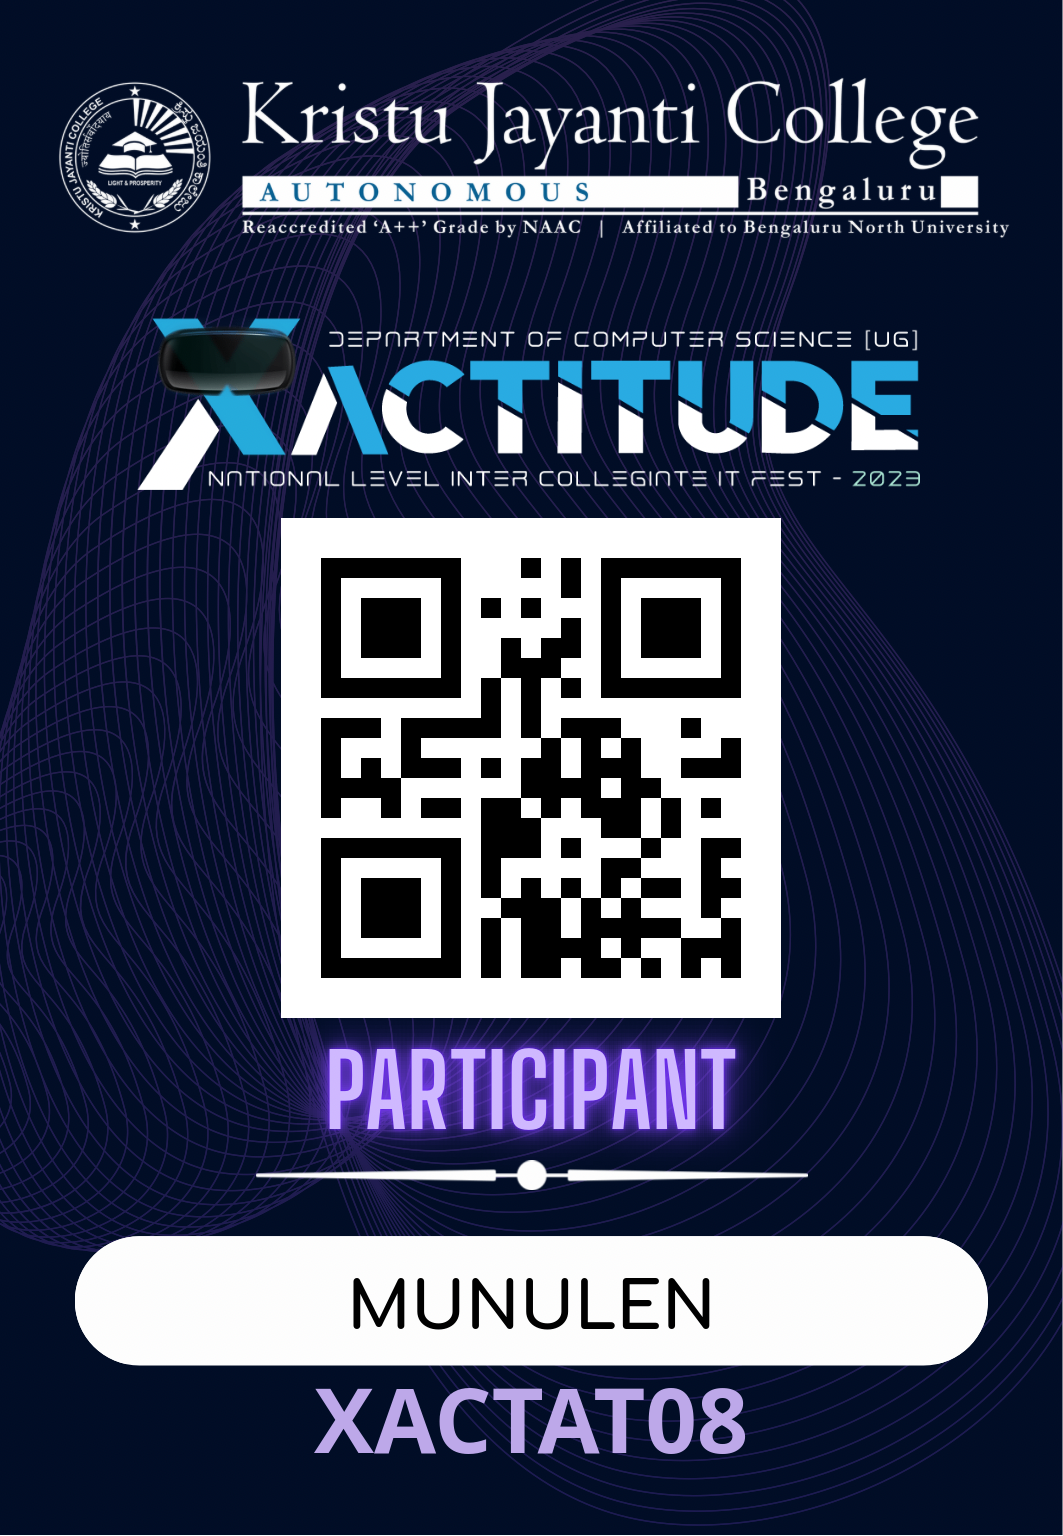 Kristu Jayanti College
AUTONOMOUS Bengaluru
Reaccredited ‘A++’ Grade by NAAC | Affiliated to Bengaluru North University
KRISTU JAYANTI COLLEGE
LIGHT & PROSPERITY
DEPARTMENT OF COMPUTER SCIENCE [UG]
XACTITUDE
NATIONAL LEVEL INTER COLLEGIATE IT FEST - 2023
PARTICIPANT
MUNULEN
XACTAT08